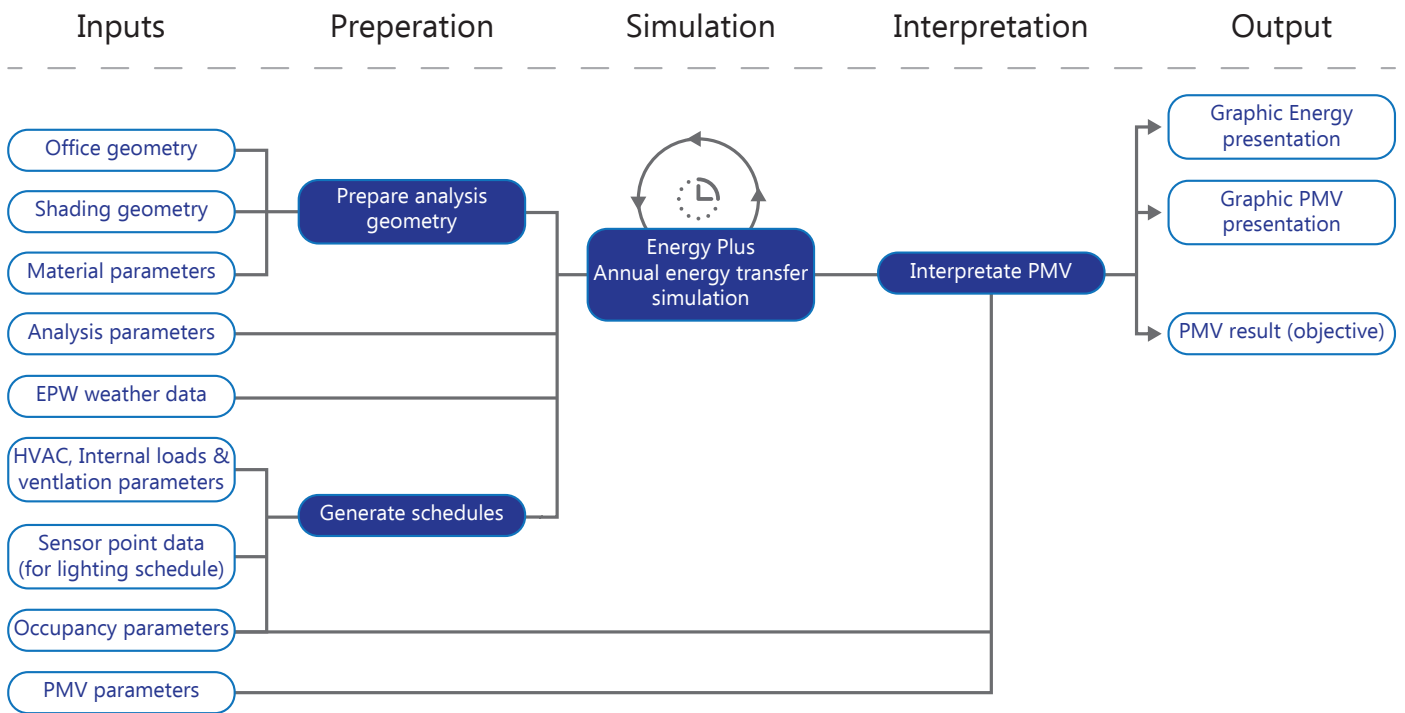 Inputs
Preperation
Simulation
Interpretation
Output
Office geometry
Shading geometry
Material parameters
Analysis parameters
EPW weather data
HVAC, Internal loads &
ventlation parameters
Sensor point data
(for lighting schedule)
Occupancy parameters
PMV parameters
Prepare analysis
geometry
Generate schedules
Energy Plus
Annual energy transfer
simulation
Interpretate PMV
Graphic Energy
presentation
Graphic PMV
presentation
PMV result (objective)